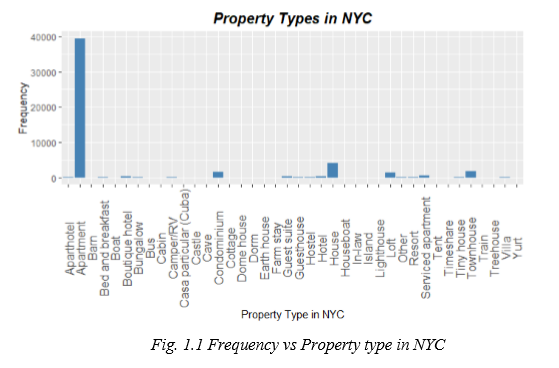 Property Types in NYC
40000
30000
20000
10000
0
Frequency
Aparthotel
Apartment
Barn
Bed and breakfast
Boat
Boutique hotel
Bungalow
Bus
Cabin
Camper/RV
Casa particular (Cuba)
Castle
Cave
Condominium
Cottage
Dome house
Dorm
Earth house
Farm stay
Guest suite
Guesthouse
Hostel
Hotel
House
Houseboat
In-law
Island
Lighthouse
Loft
Other
Resort
Serviced apartment
Tent
Timeshare
Tiny house
Townhouse
Train
Treehouse
Villa
Yurt
Property Type in NYC
Fig. 1.1 Frequency vs Property type in NYC